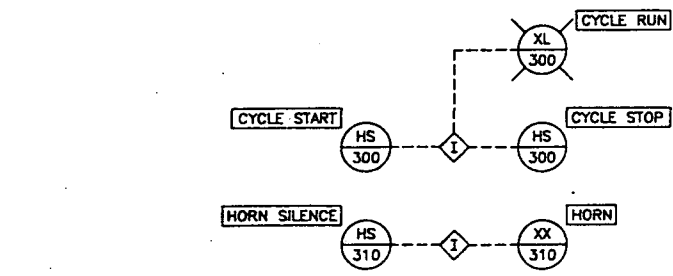 CYCLE RUN
XL
300
CYCLE START
CYCLE STOP
HS
300
I
HS
300
HORN SILENCE
HORN
HS
310
I
XX
310